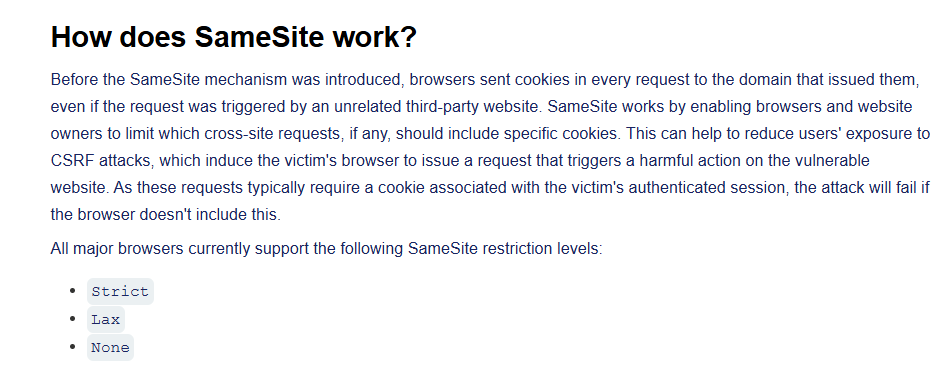 How does SameSite work?
Before the SameSite mechanism was introduced, browsers sent cookies in every request to the domain that issued them,
even if the request was triggered by an unrelated third-party website. SameSite works by enabling browsers and website
owners to limit which cross-site requests, if any, should include specific cookies. This can help to reduce users' exposure to
CSRF attacks, which induce the victim's browser to issue a request that triggers a harmful action on the vulnerable
website. As these requests typically require a cookie associated with the victim's authenticated session, the attack will fail if
the browser doesn't include this.
All major browsers currently support the following SameSite restriction levels:
• Strict
• Lax
• None